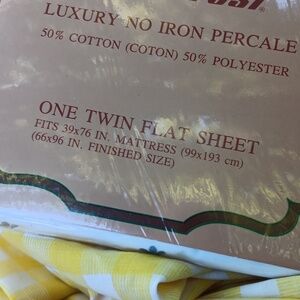 LUXURY NO IRON PERCALE
50% COTTON (COTON) 50% POLYESTER
ONE TWIN FLAT SHEET
FITS 39x76 IN. MATTRESS (99x193 cm)
(66x96 IN. FINISHED SIZE)